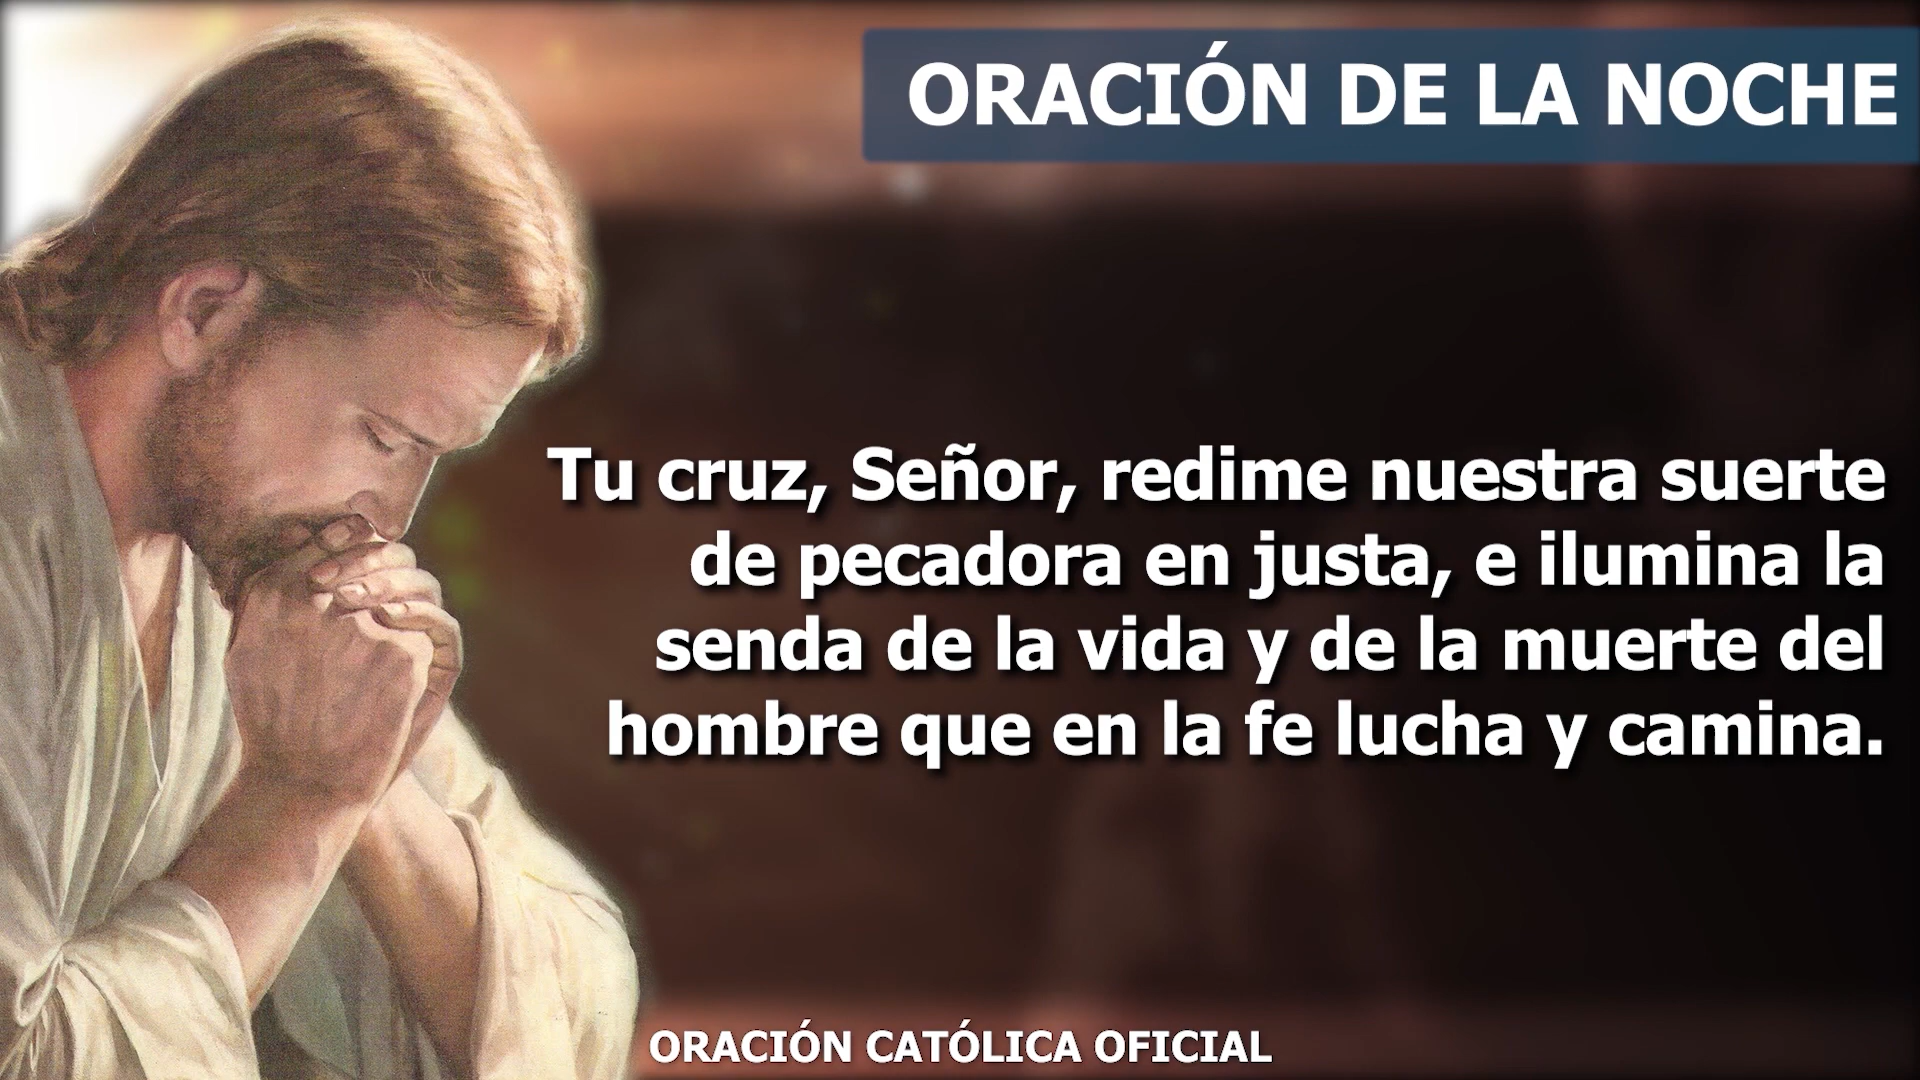 ORACIÓN DE LA NOCHE
Tu cruz, Señor, redime nuestra suerte
de pecadora en justa, e ilumina la
senda de la vida y de la muerte del
hombre que en la fe lucha y camina.
ORACIÓN CATÓLICA OFICIAL